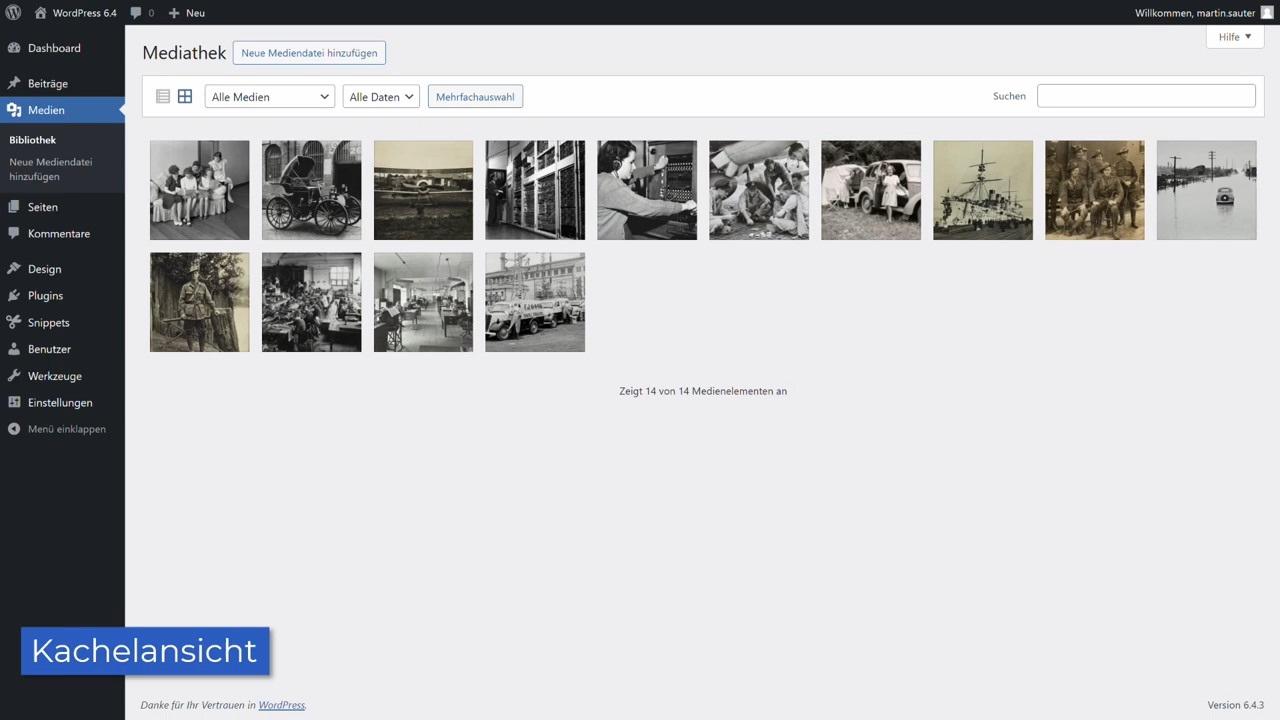 WordPress 6.4
0
Neu
Willkommen, martin.sauter
Dashboard
Beiträge
Medien
Bibliothek
Neue Mediendatei
hinzufügen
Seiten
Kommentare
Design
Plugins
Snippets
Benutzer
Werkzeuge
Einstellungen
Menü einklappen
Hilfe
Mediathek
Neue Mediendatei hinzufügen
Alle Medien
Alle Daten
Mehrfachauswahl
Suchen
Zeigt 14 von 14 Medienelementen an
Kachelansicht
Danke für Ihr Vertrauen in WordPress.
Version 6.4.3